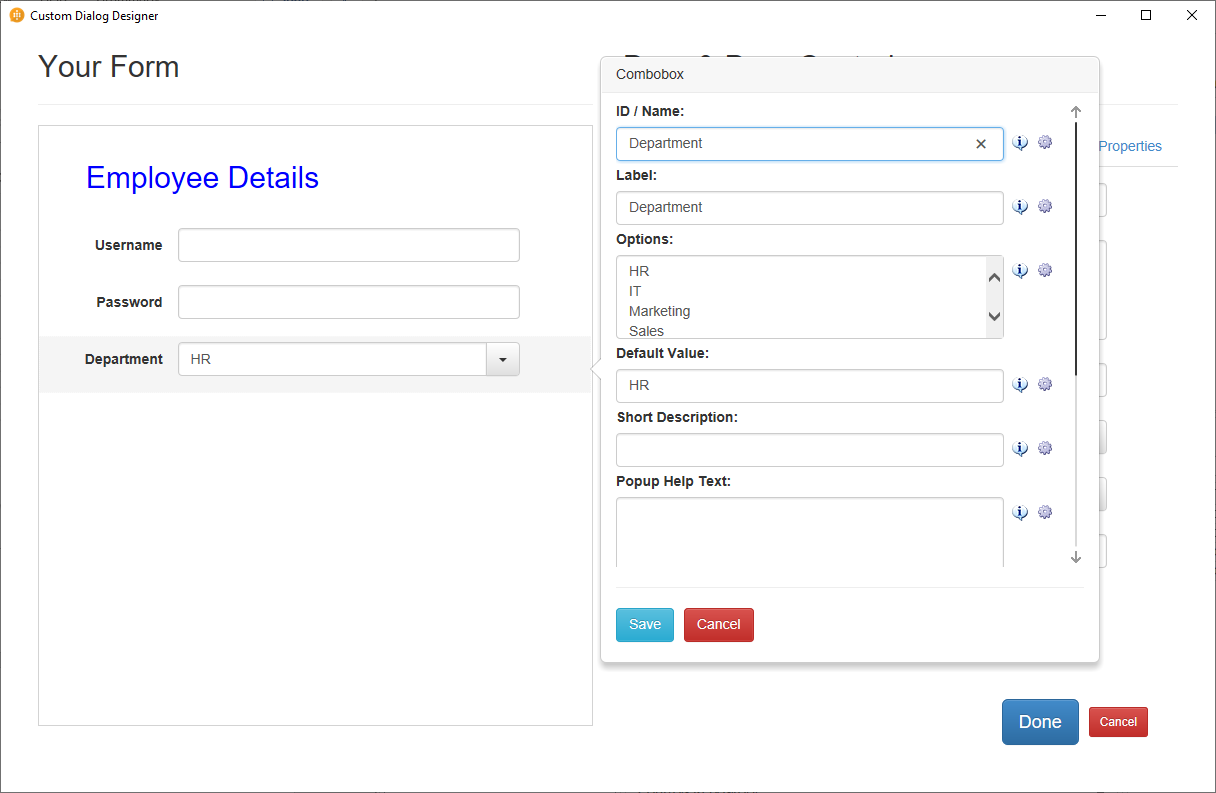 Custom Dialog Designer
Your Form
Employee Details
Username
Password
Department
HR
Combobox
ID / Name:
Department
Label:
Department
Options:
HR
IT
Marketing
Sales
Default Value:
HR
Short Description:
Popup Help Text:
Save
Cancel
Properties
Done
Cancel